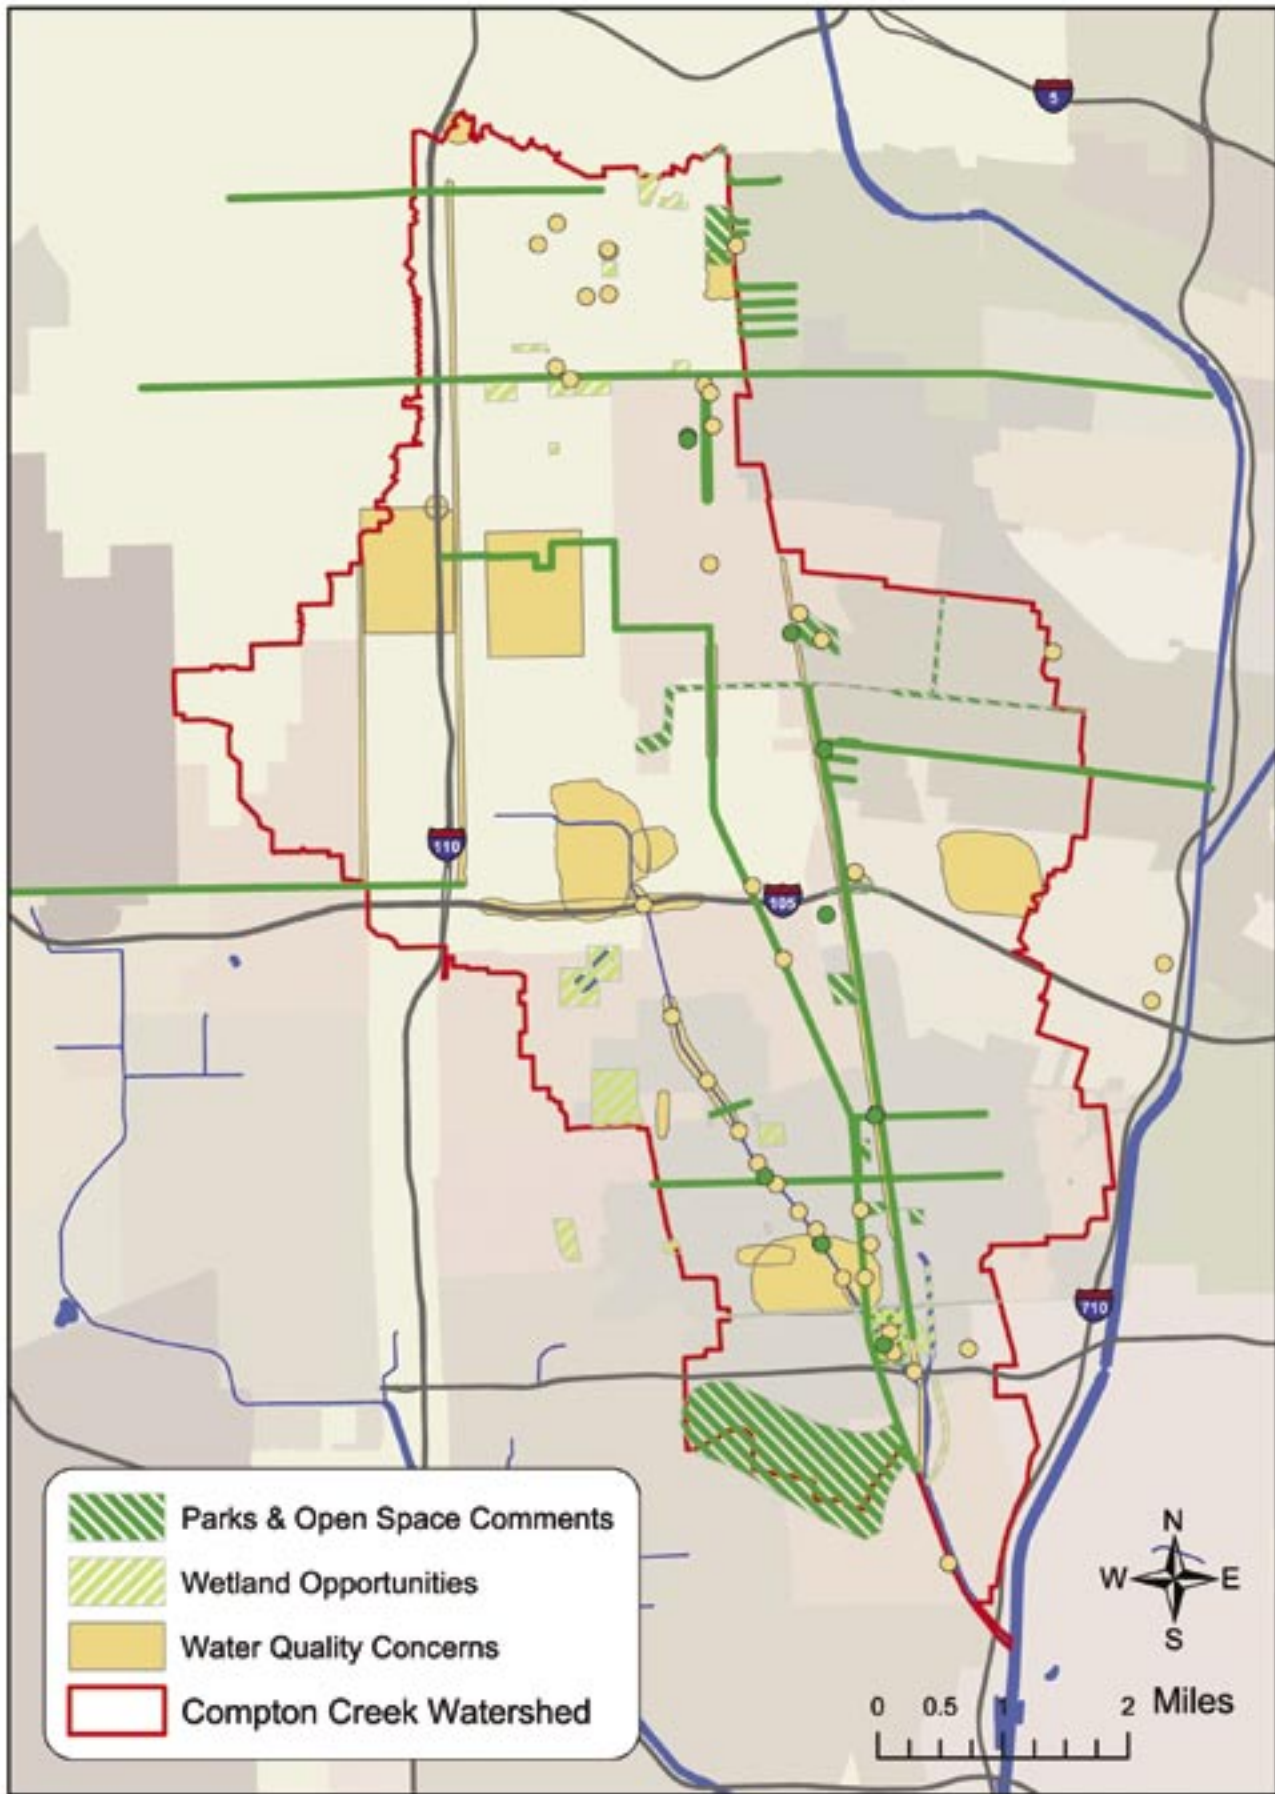 5
110
105
710
Parks & Open Space Comments
Wetland Opportunities
Water Quality Concerns
Compton Creek Watershed
N
W E
S
0 0.5 1 2 Miles